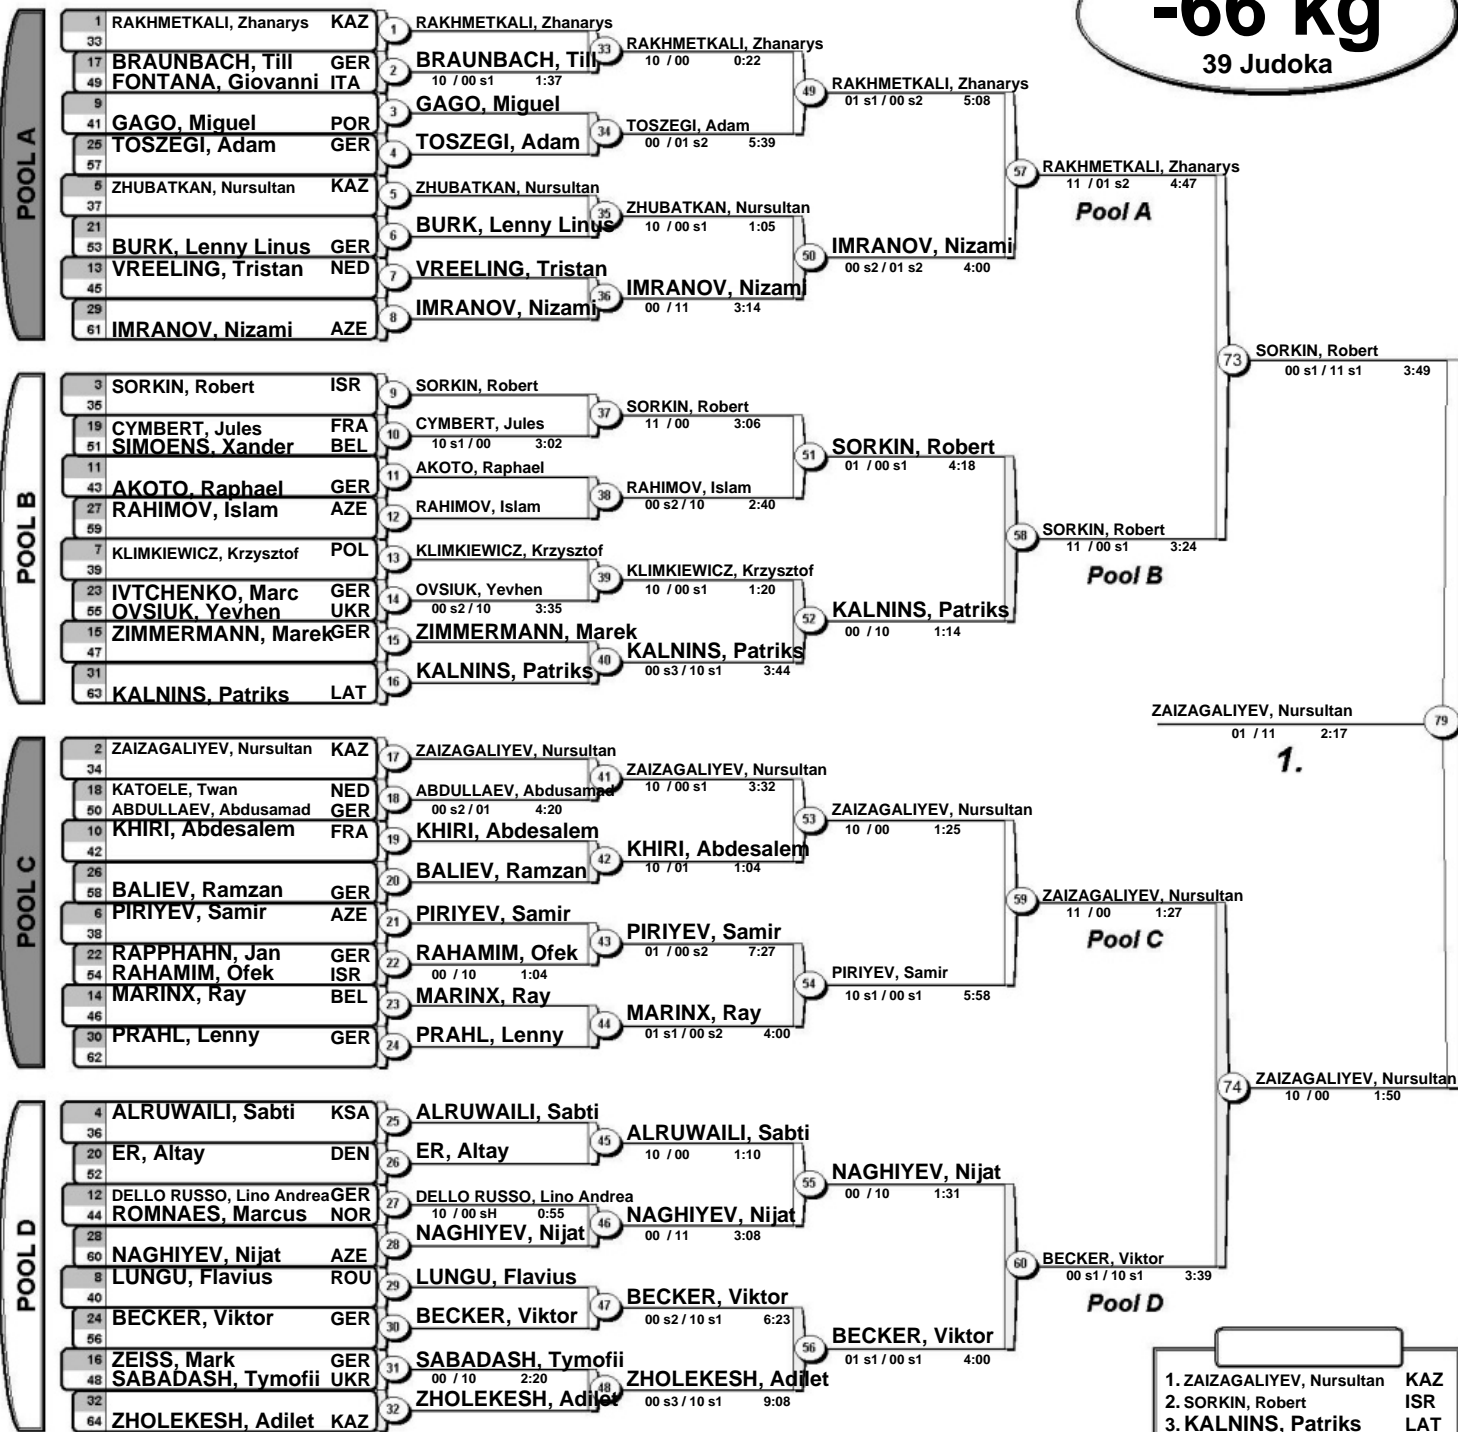 -66 kg
39 Judoka
POOL A
1 RAKHMETKALI, Zhanarys KAZ
33
17 BRAUNBACH, Till GER
49 FONTANA, Giovanni ITA
9
41 GAGO, Miguel POR
25 TOSZEGI, Adam GER
57
5 ZHUBATKAN, Nursultan KAZ
37
21
53 BURK, Lenny Linus GER
13 VREELING, Tristan NED
45
29
61 IMRANOV, Nizami AZE
1 RAKHMETKALI, Zhanarys
2 BRAUNBACH, Till
10 / 00 s1 1:37
3 GAGO, Miguel
4 TOSZEGI, Adam
5 ZHUBATKAN, Nursultan
6 BURK, Lenny Linus
7 VREELING, Tristan
8 IMRANOV, Nizami
33 RAKHMETKALI, Zhanarys
10 / 00 0:22
34 TOSZEGI, Adam
00 / 01 s2 5:39
35 ZHUBATKAN, Nursultan
10 / 00 s1 1:05
36 IMRANOV, Nizami
00 / 11 3:14
49 RAKHMETKALI, Zhanarys
01 s1 / 00 s2 5:08
50 IMRANOV, Nizami
00 s2 / 01 s2 4:00
57 RAKHMETKALI, Zhanarys
11 / 01 s2 4:47
Pool A
POOL B
3 SORKIN, Robert ISR
35
19 CYMBERT, Jules FRA
51 SIMOENS, Xander BEL
11
43 AKOTO, Raphael GER
27 RAHIMOV, Islam AZE
59
7 KLIMKIEWICZ, Krzysztof POL
39
23 IVTCHENKO, Marc GER
55 OVSIUK, Yevhen UKR
15 ZIMMERMANN, Marek GER
47
31
63 KALNINS, Patriks LAT
9 SORKIN, Robert
10 CYMBERT, Jules
10 s1 / 00 3:02
11 AKOTO, Raphael
12 RAHIMOV, Islam
13 KLIMKIEWICZ, Krzysztof
14 OVSIUK, Yevhen
00 s2 / 10 3:35
15 ZIMMERMANN, Marek
16 KALNINS, Patriks
37 SORKIN, Robert
11 / 00 3:06
38 RAHIMOV, Islam
00 s2 / 10 2:40
39 KLIMKIEWICZ, Krzysztof
10 / 00 s1 1:20
40 KALNINS, Patriks
00 s3 / 10 s1 3:44
51 SORKIN, Robert
01 / 00 s1 4:18
52 KALNINS, Patriks
00 / 10 1:14
58 SORKIN, Robert
11 / 00 s1 3:24
Pool B
73 SORKIN, Robert
00 s1 / 11 s1 3:49
ZAIZAGALIYEV, Nursultan 79
01 / 11 2:17
1.
POOL C
2 ZAIZAGALIYEV, Nursultan KAZ
34
18 KATOELE, Twan NED
50 ABDULLAEV, Abdusamad GER
10 KHIRI, Abdesalem FRA
42
26
58 BALIEV, Ramzan GER
6 PIRIYEV, Samir AZE
38
22 RAPPHAHN, Jan GER
54 RAHAMIM, Ofek ISR
14 MARINX, Ray BEL
46
30 PRAHL, Lenny GER
62
17 ZAIZAGALIYEV, Nursultan
18 ABDULLAEV, Abdusamad
00 s2 / 01 4:20
19 KHIRI, Abdesalem
20 BALIEV, Ramzan
21 PIRIYEV, Samir
22 RAHAMIM, Ofek
00 / 10 1:04
23 MARINX, Ray
24 PRAHL, Lenny
41 ZAIZAGALIYEV, Nursultan
10 / 00 s1 3:32
42 KHIRI, Abdesalem
10 / 01 1:04
43 PIRIYEV, Samir
01 / 00 s2 7:27
44 MARINX, Ray
01 s1 / 00 s2 4:00
53 ZAIZAGALIYEV, Nursultan
10 / 00 1:25
54 PIRIYEV, Samir
10 s1 / 00 s1 5:58
59 ZAIZAGALIYEV, Nursultan
11 / 00 1:27
Pool C
POOL D
4 ALRUWAILI, Sabti KSA
36
20 ER, Altay DEN
52
12 DELLO RUSSO, Lino Andrea GER
44 ROMNAES, Marcus NOR
28
60 NAGHIYEV, Nijat AZE
8 LUNGU, Flavius ROU
40
24 BECKER, Viktor GER
56
16 ZEISS, Mark GER
48 SABADASH, Tymofii UKR
32
64 ZHOLEKESH, Adilet KAZ
25 ALRUWAILI, Sabti
26 ER, Altay
27 DELLO RUSSO, Lino Andrea
10 / 00 sH 0:55
28 NAGHIYEV, Nijat
29 LUNGU, Flavius
30 BECKER, Viktor
31 SABADASH, Tymofii
00 / 10 2:20
32 ZHOLEKESH, Adilet
45 ALRUWAILI, Sabti
10 / 00 1:10
46 NAGHIYEV, Nijat
00 / 11 3:08
47 BECKER, Viktor
00 s2 / 10 s1 6:23
48 ZHOLEKESH, Adilet
00 s3 / 10 s1 9:08
55 NAGHIYEV, Nijat
00 / 10 1:31
56 BECKER, Viktor
01 s1 / 00 s1 4:00
60 BECKER, Viktor
00 s1 / 10 s1 3:39
Pool D
74 ZAIZAGALIYEV, Nursultan
10 / 00 1:50
1. ZAIZAGALIYEV, Nursultan KAZ
2. SORKIN, Robert ISR
3. KALNINS, Patriks LAT